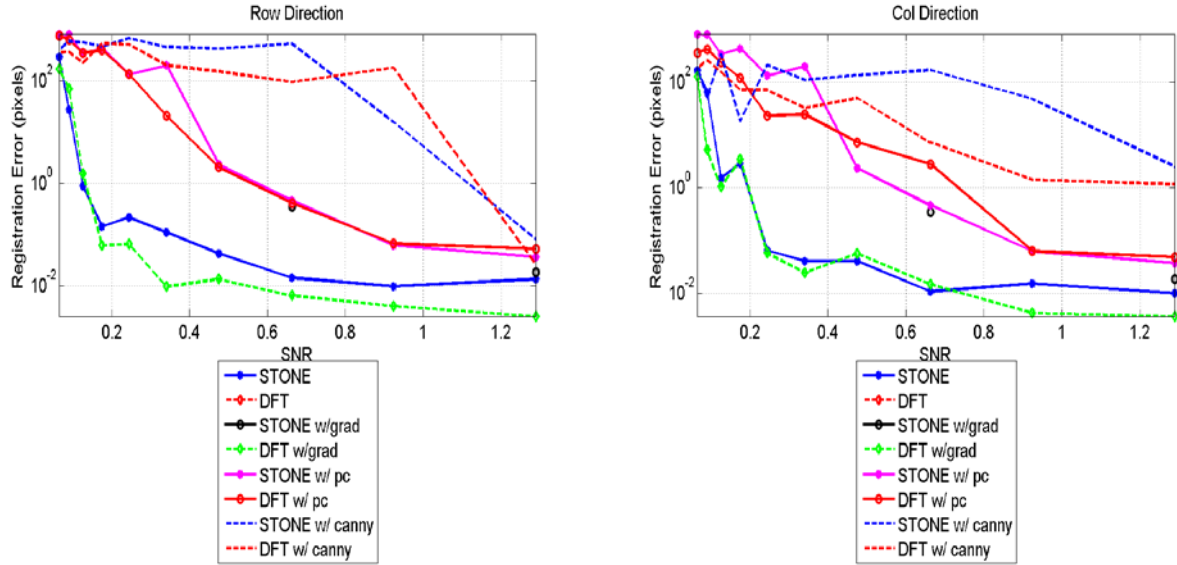 Row Direction
Registration Error (pixels)
10^2
10^0
10^-2
0.2 0.4 0.6 0.8 1 1.2
SNR
STONE
DFT
STONE w/grad
DFT w/grad
STONE w/ pc
DFT w/ pc
STONE w/ canny
DFT w/ canny
Col Direction
Registration Error (pixels)
10^2
10^0
10^-2
0.2 0.4 0.6 0.8 1 1.2
SNR
STONE
DFT
STONE w/grad
DFT w/grad
STONE w/ pc
DFT w/ pc
STONE w/ canny
DFT w/ canny